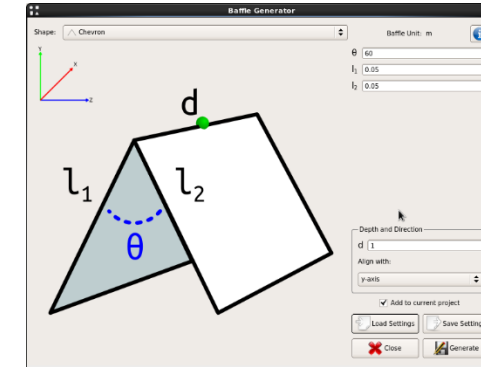 Baffle Generator
Shape: Chevron
Baffle Unit: m
θ 60
l₁ 0.05
l₂ 0.05
Y
X
Z
d
l₁ l₂
θ
Depth and Direction
d 1
Align with:
y-axis
Add to current project
Load Settings Save Setting
Close Generate